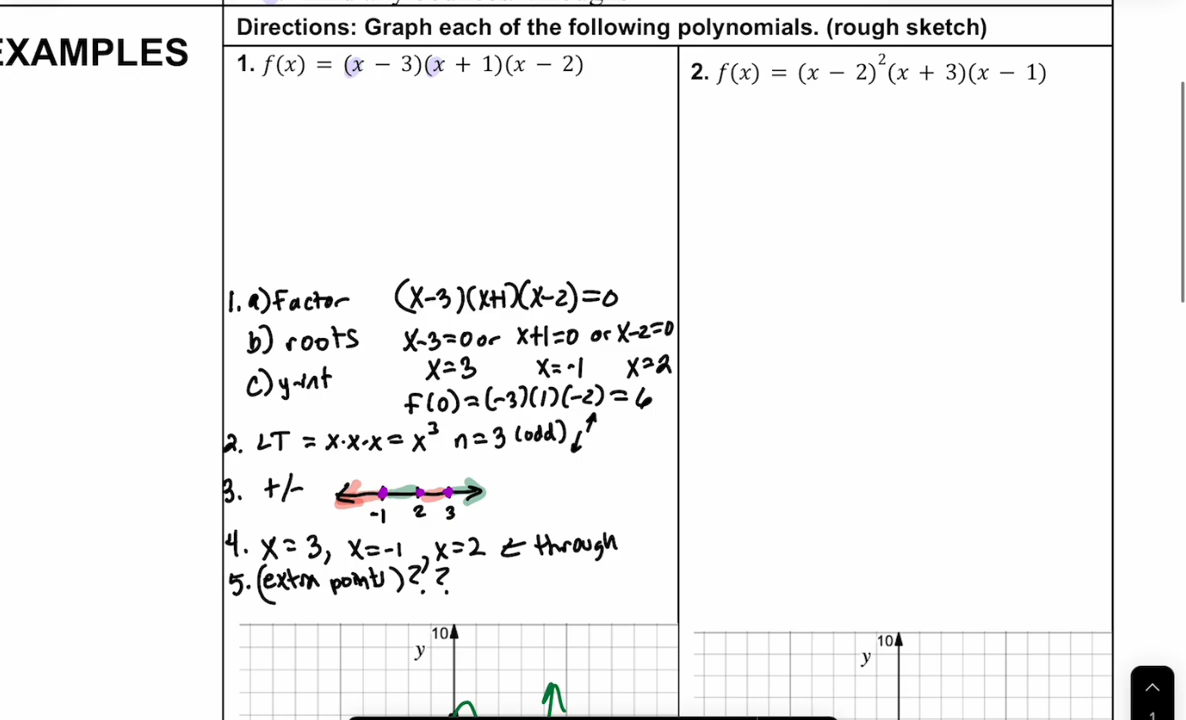 EXAMPLES
Directions: Graph each of the following polynomials. (rough sketch)
1. f(x) = (x − 3)(x + 1)(x − 2)
2. f(x) = (x − 2)²(x + 3)(x − 1)
1. a) Factor (x-3)(x+1)(x-2)=0
b) roots x-3=0 or x+1=0 or x-2=0
x=3 x=-1 x=2
c) y-int
f(0)=(-3)(1)(-2)=6
2. LT = x·x·x = x³ n=3 (odd) ↓↑
3. +/-
-1 2 3
4. x=3, x=-1, x=2 ← through
5. (extra points) ???
10
y
10
y
1